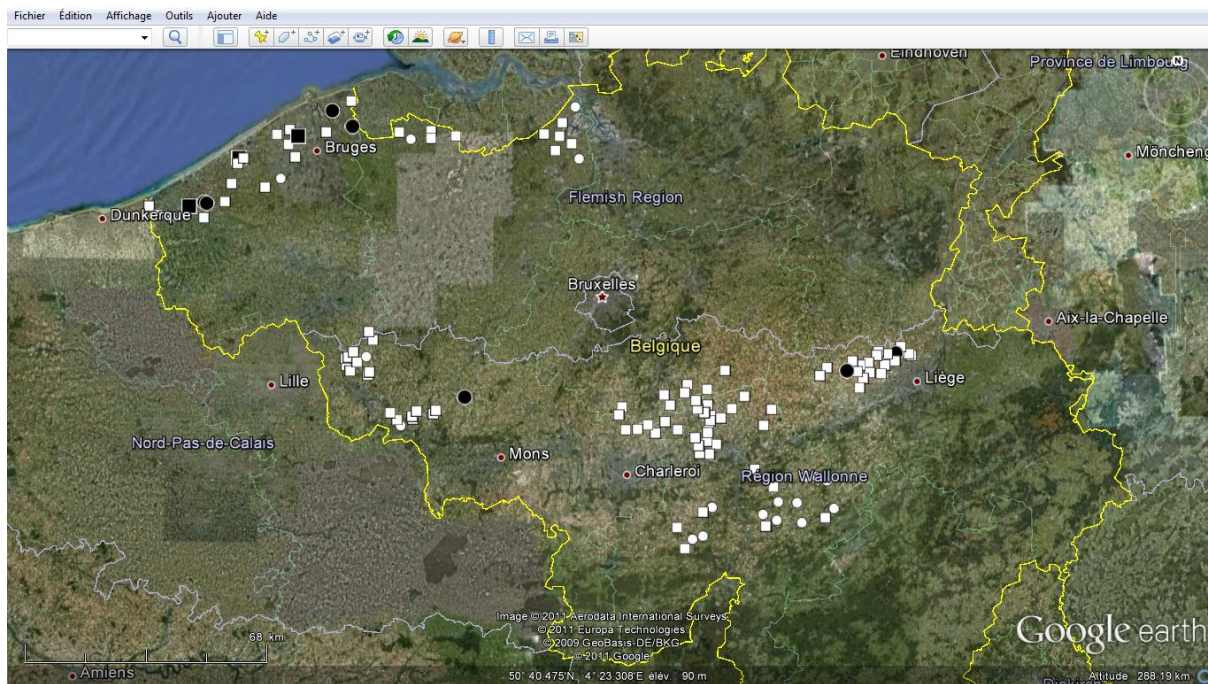 Fichier Édition Affichage Outils Ajouter Aide
Eindhoven
Province de Limbourg
N
Bruges
Mönchen
Dunkerque
Flemish Region
Bruxelles
Aix-la-Chapelle
Belgique
Lille
Liège
Nord-Pas-de-Calais
Mons
Charleroi
Région Wallonne
Image © 2011 Aerodata International Surveys
© 2011 Europa Technologies
© 2009 GeoBasis-DE/BKG
© 2011 Google
Google earth
68 km
Amiens
50° 40.475'N 4° 23.308'E élév. 90 m
Diekirch
Altitude 288.19 km